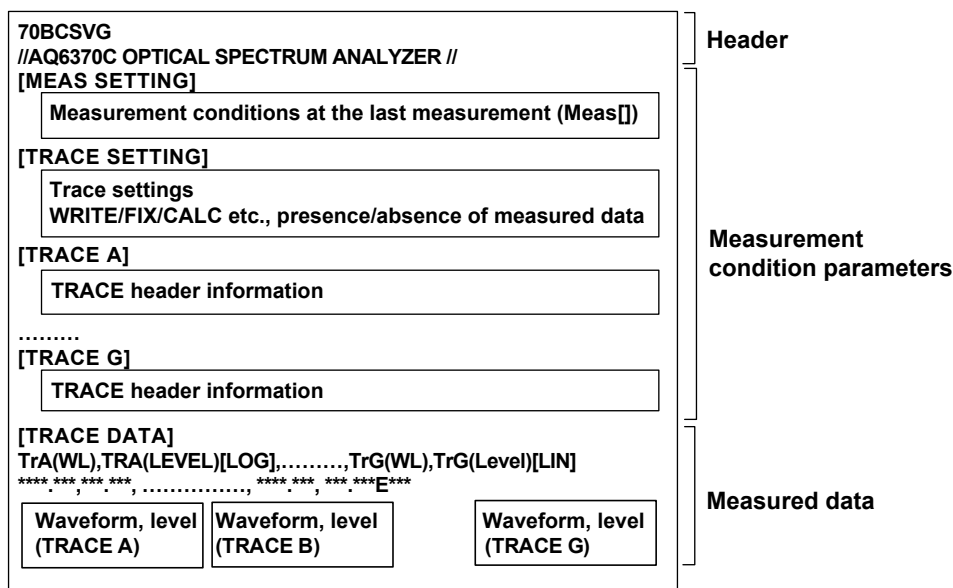 70BCSVG
//AQ6370C OPTICAL SPECTRUM ANALYZER //
Header
[MEAS SETTING]
Measurement conditions at the last measurement (Meas[])
[TRACE SETTING]
Trace settings
WRITE/FIX/CALC etc., presence/absence of measured data
[TRACE A]
TRACE header information
.........
[TRACE G]
TRACE header information
Measurement
condition parameters
[TRACE DATA]
TrA(WL),TRA(LEVEL)[LOG],.........,TrG(WL),TrG(Level)[LIN]
****.***,***.***, ..............., ****.***, ***.***E***
Waveform, level
(TRACE A)
Waveform, level
(TRACE B)
Waveform, level
(TRACE G)
Measured data